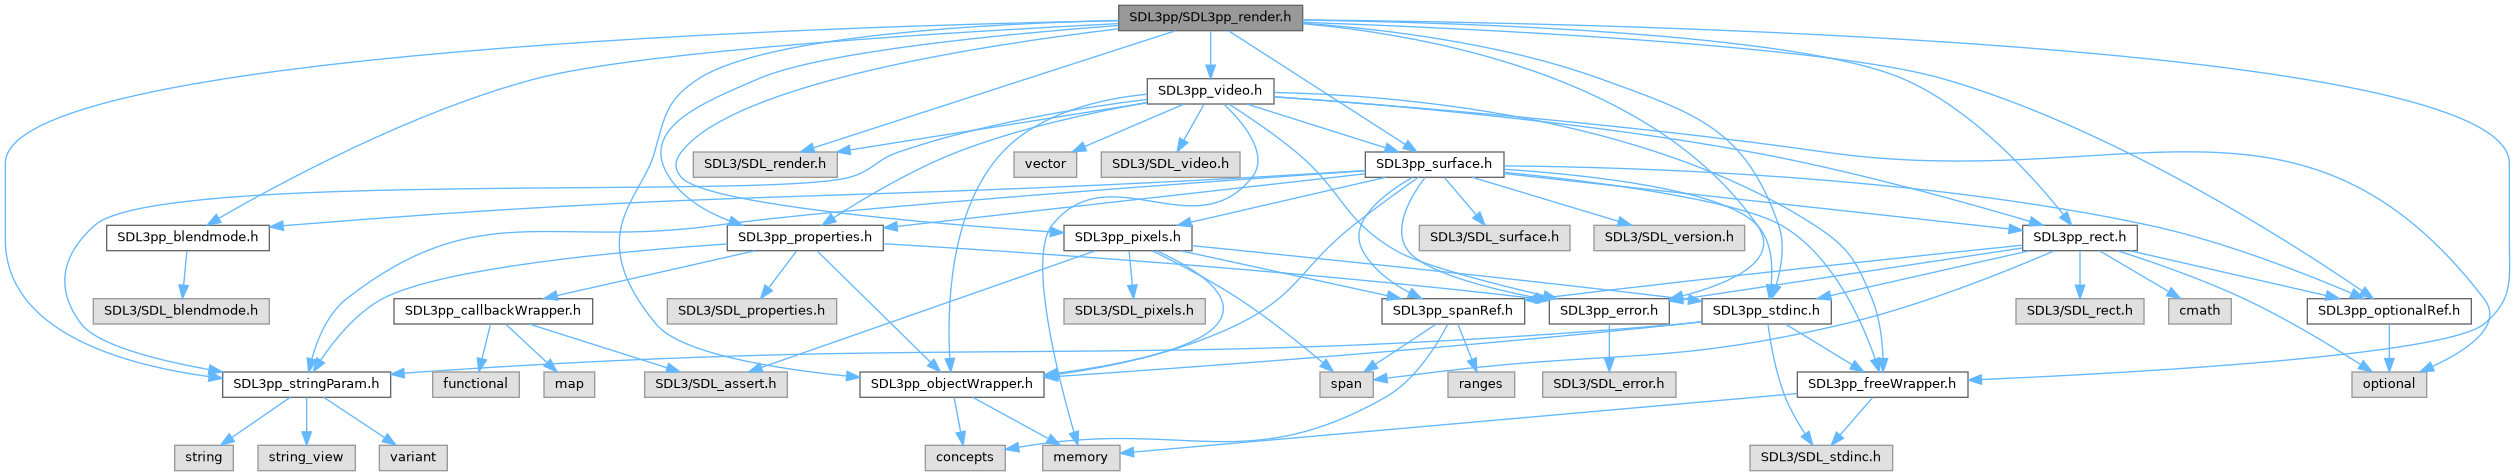 SDL3pp/SDL3pp_render.h
SDL3pp_video.h
SDL3/SDL_render.h
vector
SDL3/SDL_video.h
SDL3pp_surface.h
SDL3pp_blendmode.h
SDL3pp_properties.h
SDL3pp_pixels.h
SDL3/SDL_surface.h
SDL3/SDL_version.h
SDL3pp_rect.h
SDL3/SDL_blendmode.h
SDL3pp_callbackWrapper.h
SDL3/SDL_properties.h
SDL3/SDL_pixels.h
SDL3pp_spanRef.h
SDL3pp_error.h
SDL3pp_stdinc.h
SDL3/SDL_rect.h
cmath
SDL3pp_optionalRef.h
SDL3pp_stringParam.h
functional
map
SDL3/SDL_assert.h
SDL3pp_objectWrapper.h
span
ranges
SDL3/SDL_error.h
SDL3pp_freeWrapper.h
optional
string
string_view
variant
concepts
memory
SDL3/SDL_stdinc.h